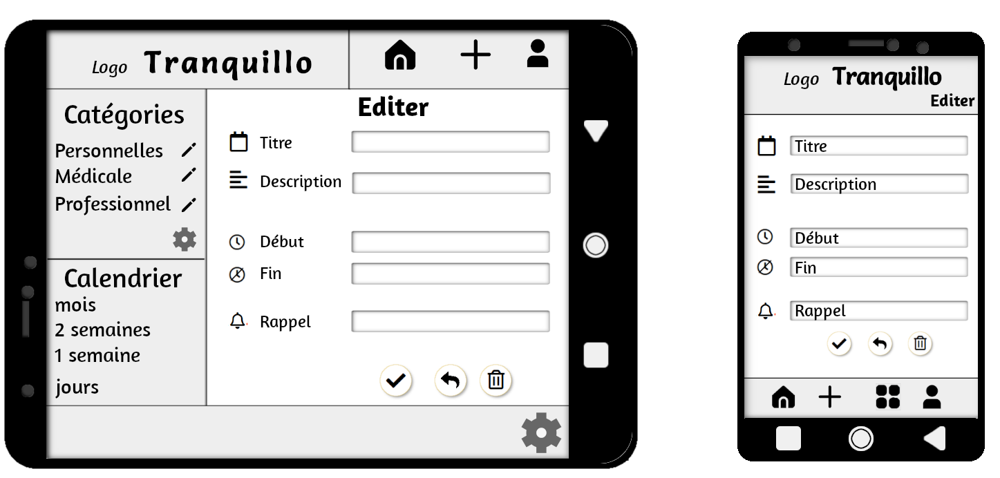 Logo Tranquillo
Catégories
Personnelles
Médicale
Professionnel
Calendrier
mois
2 semaines
1 semaine
jours
Editer
Titre
Description
Début
Fin
Rappel
Logo Tranquillo
Editer
Titre
Description
Début
Fin
Rappel